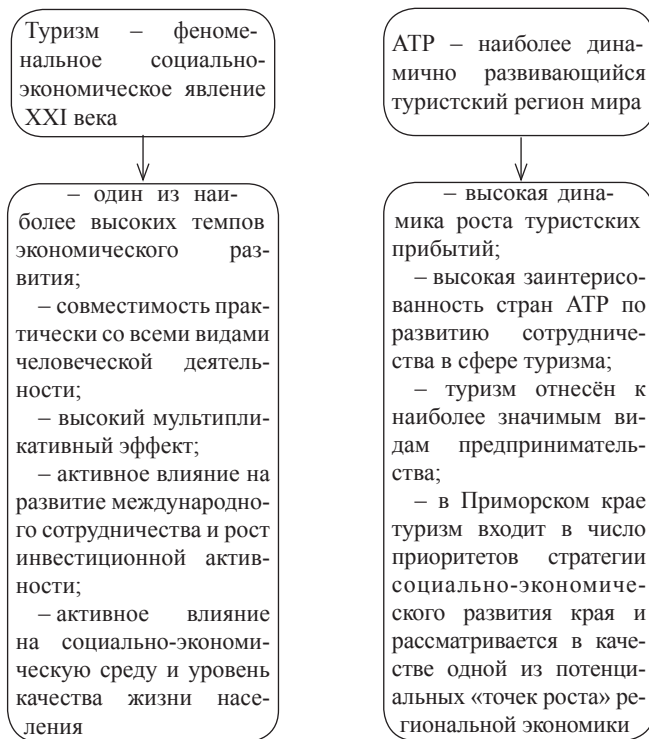 Туризм – феноме-
нальное социально-
экономическое явление
XXI века
– один из наи-
более высоких темпов
экономического раз-
вития;
– совместимость прак-
тически со всеми видами
человеческой деятель-
ности;
– высокий мультипли-
кативный эффект;
– активное влияние на
развитие международно-
го сотрудничества и рост
инвестиционной актив-
ности;
– активное влияние
на социально-экономи-
ческую среду и уровень
качества жизни насе-
ления
АТР – наиболее дина-
мично развивающийся
туристский регион мира
– высокая дина-
мика роста туристских
прибытий;
– высокая заинтерисо-
ванность стран АТР по
развитию сотрудниче-
ства в сфере туризма;
– туризм отнесён к
наиболее значимым ви-
дам предприниматель-
ства;
– в Приморском крае
туризм входит в число
приоритетов стратегии
социально-экономиче-
ского развития края и
рассматривается в каче-
стве одной из потенци-
альных «точек роста» ре-
гиональной экономики